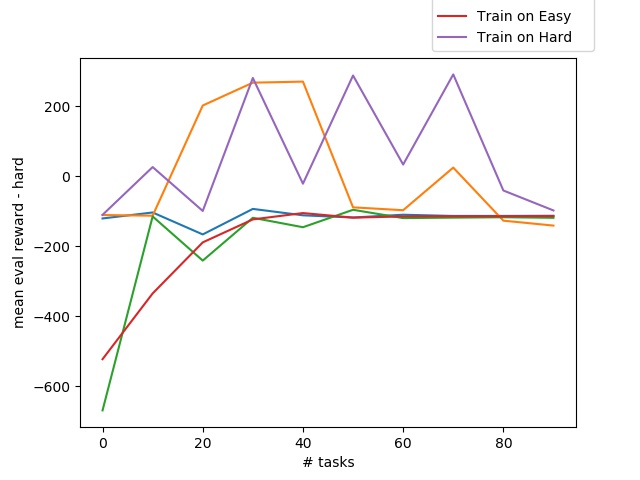 Train on Easy
Train on Hard
200
0
−200
−400
−600
mean eval reward - hard
0 20 40 60 80
# tasks